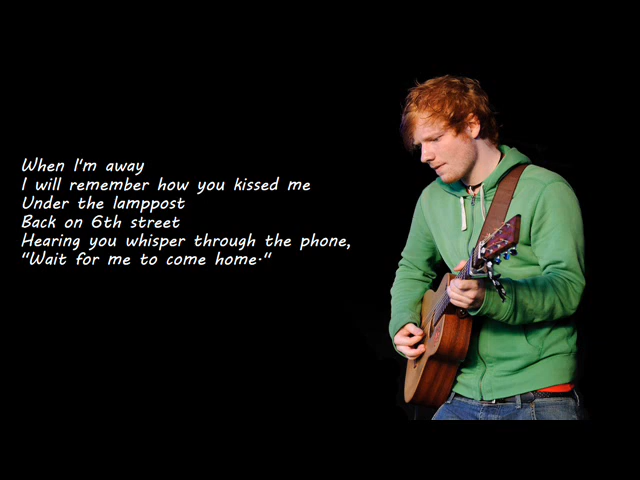 When I'm away
I will remember how you kissed me
Under the lamppost
Back on 6th street
Hearing you whisper through the phone,
"Wait for me to come home."